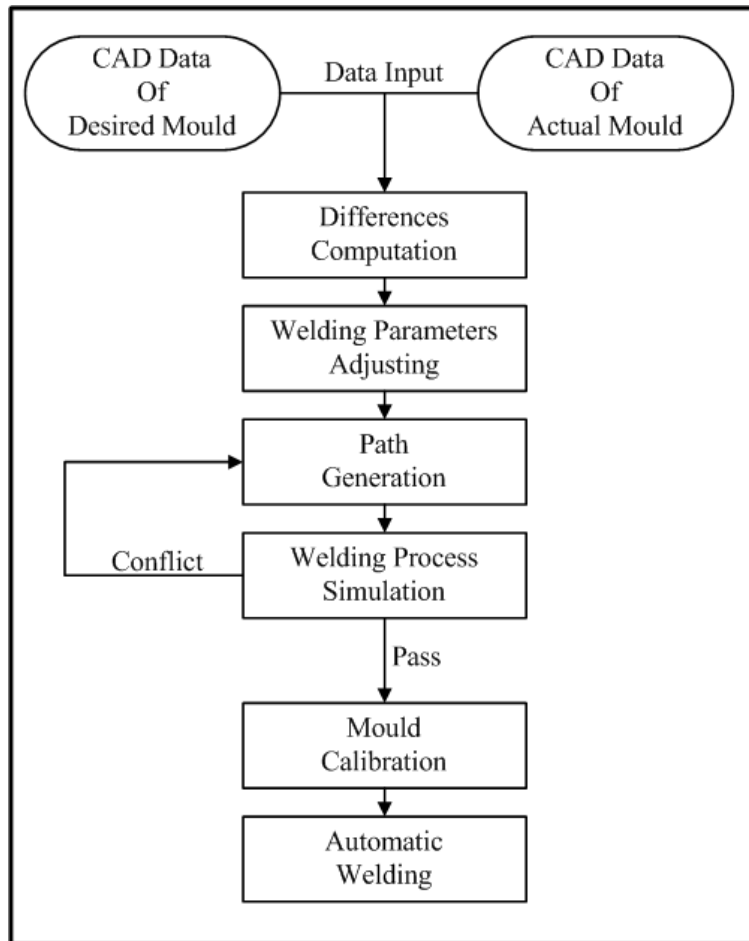 CAD Data
Of
Desired Mould
Data Input
CAD Data
Of
Actual Mould
Differences
Computation
Welding Parameters
Adjusting
Path
Generation
Conflict
Welding Process
Simulation
Pass
Mould
Calibration
Automatic
Welding